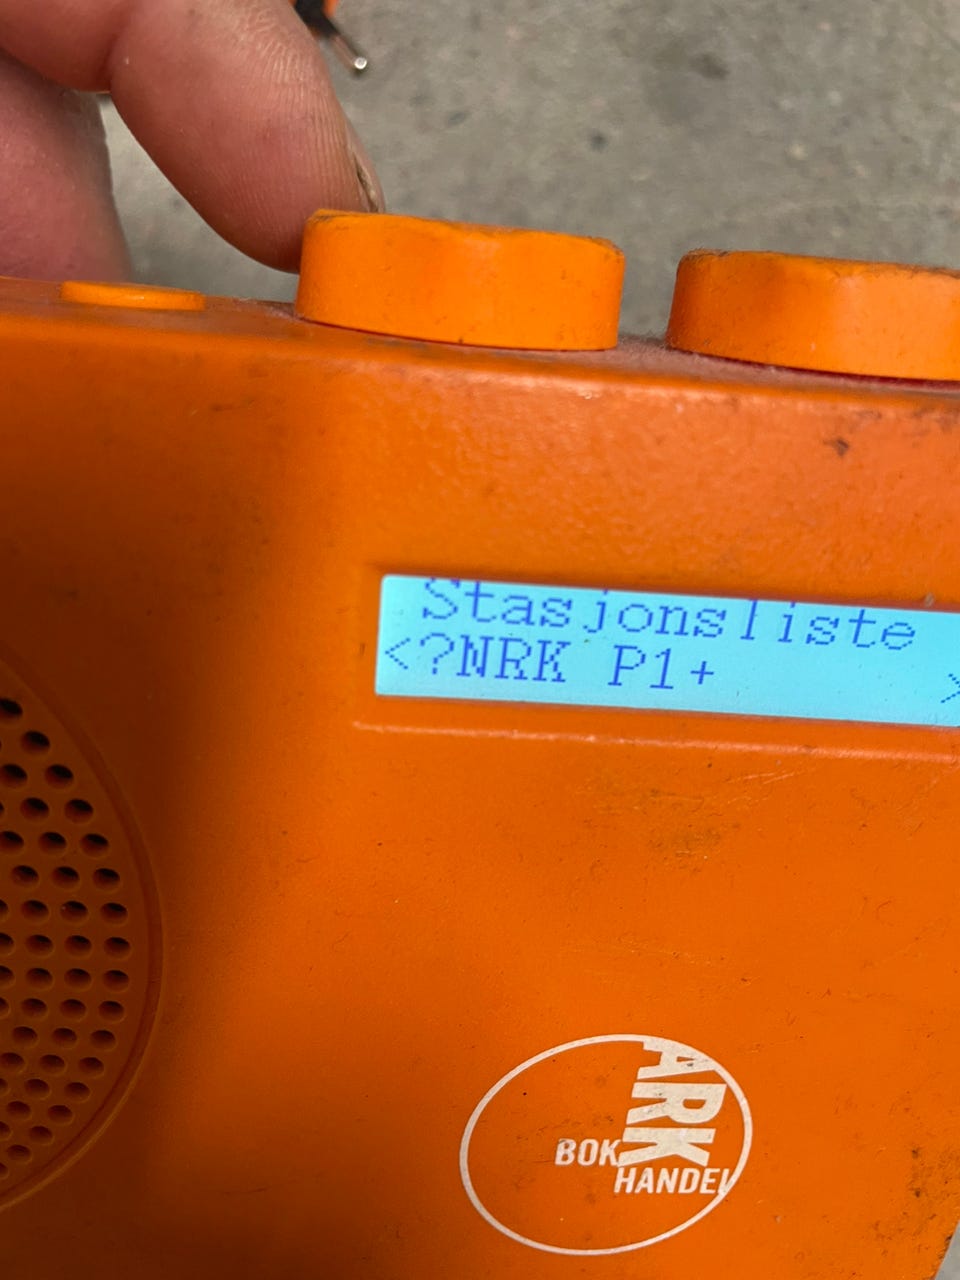 Stasjonsliste
<?NRK P1+ >
ARK
BOK
HANDEL